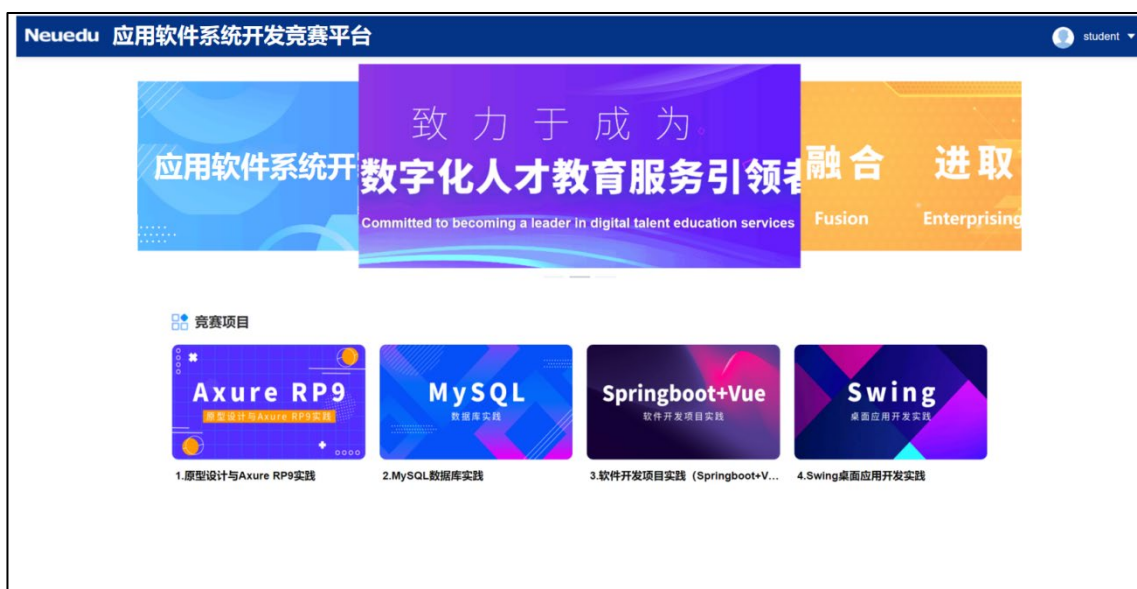 Neuedu 应用软件系统开发竞赛平台
student
应用软件系统开
致力于成为。
数字化人才教育服务引领者
Committed to becoming a leader in digital talent education services
融合 进取
Fusion Enterprising
竞赛项目
Axure RP9
原型设计与Axure RP9实践
MySQL
数据库实践
Springboot+Vue
软件开发项目实践
Swing
桌面应用开发实践
1.原型设计与Axure RP9实践
2.MySQL数据库实践
3.软件开发项目实践（Springboot+V...
4.Swing桌面应用开发实践